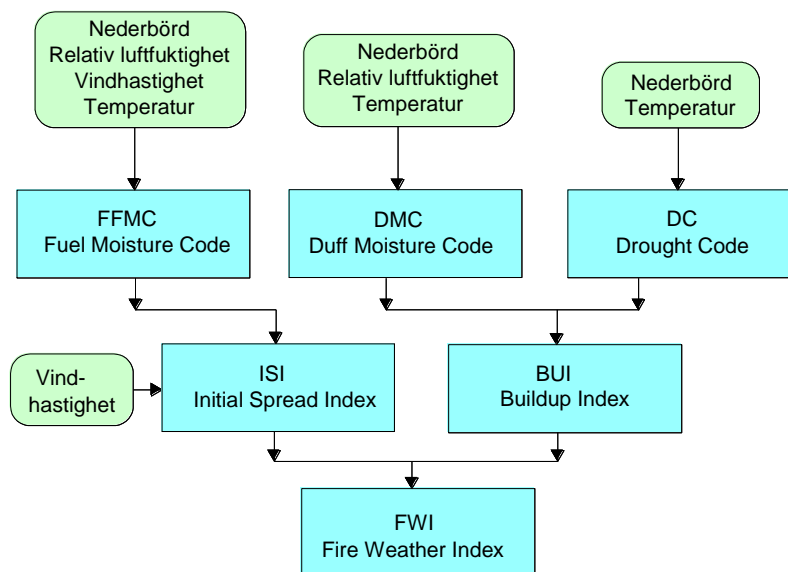 Nederbörd
Relativ luftfuktighet
Vindhastighet
Temperatur
Nederbörd
Relativ luftfuktighet
Temperatur
Nederbörd
Temperatur
FFMC
Fuel Moisture Code
DMC
Duff Moisture Code
DC
Drought Code
Vind-
hastighet
ISI
Initial Spread Index
BUI
Buildup Index
FWI
Fire Weather Index